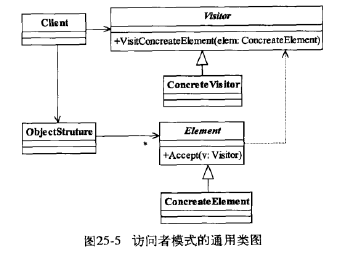 Client
Visitor
+VisitConcreateElement(elem: ConcreateElement)
ConcreteVisitor
ObjectStruture
Element
+Accept(v: Visitor)
ConcreateElement
图25-5 访问者模式的通用类图